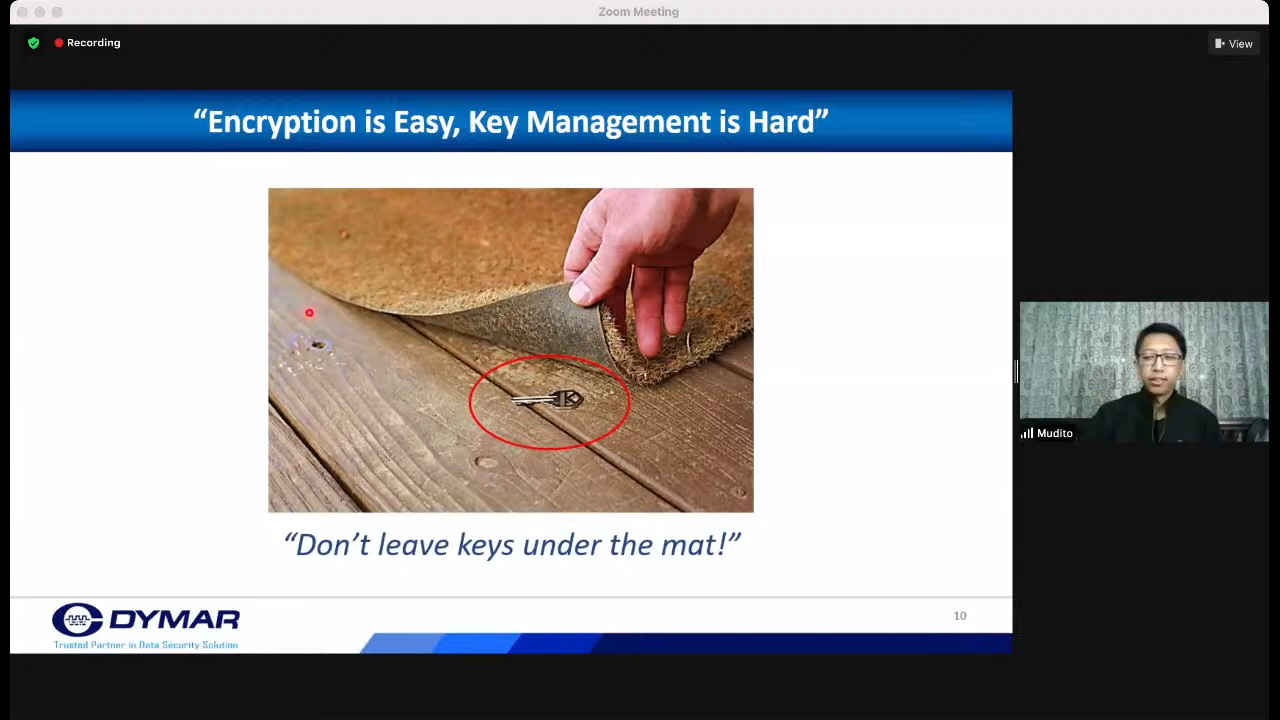 Zoom Meeting
Recording
View
“Encryption is Easy, Key Management is Hard”
“Don’t leave keys under the mat!”
Mudito
DYMAR
Trusted Partner in Data Security Solution
10